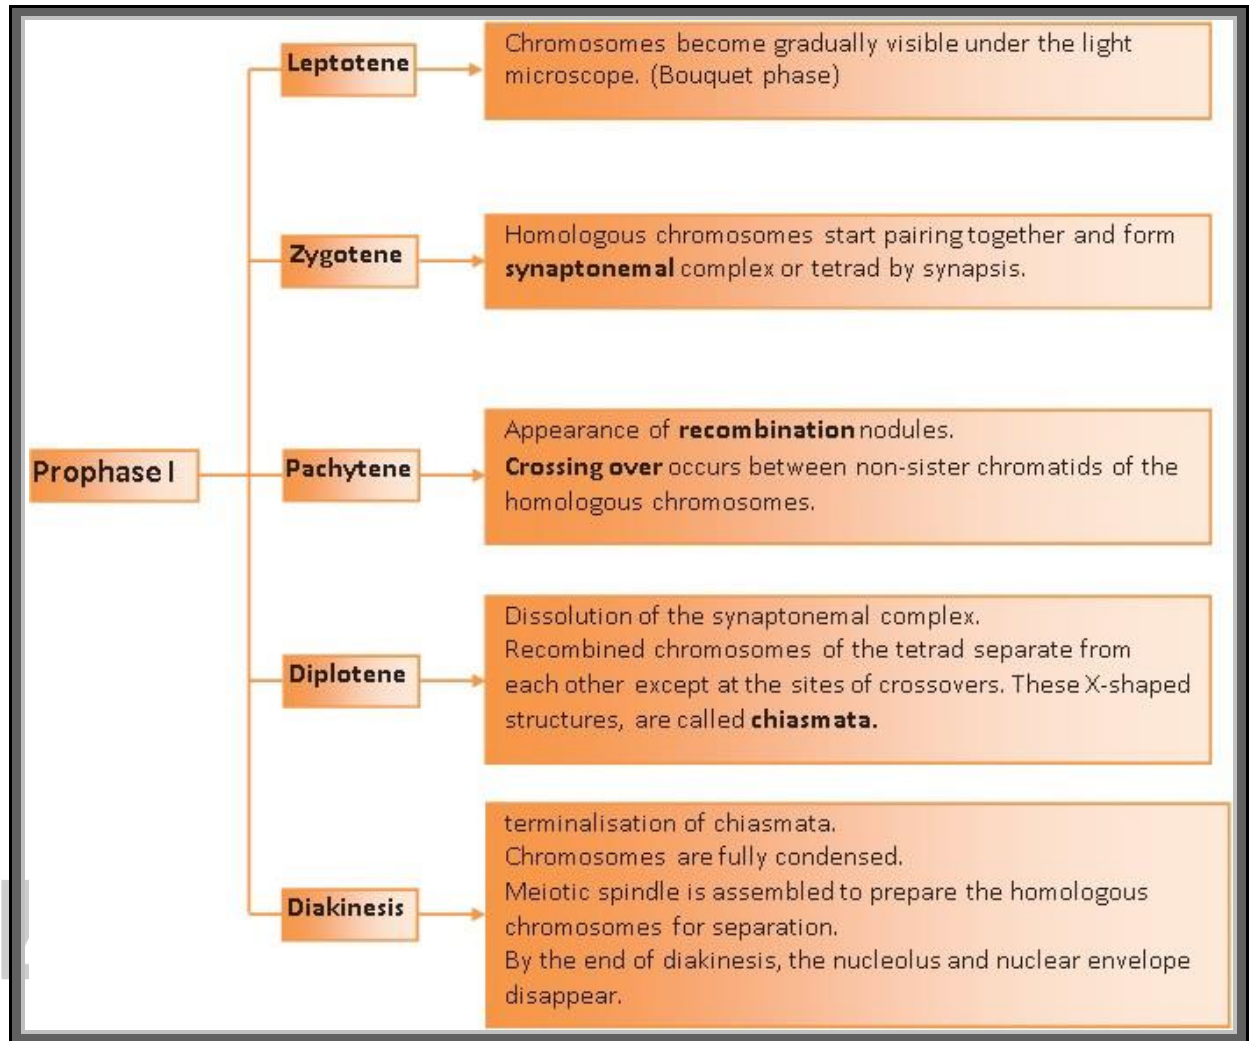 Leptotene
Chromosomes become gradually visible under the light
microscope. (Bouquet phase)
Zygotene
Homologous chromosomes start pairing together and form
synaptonemal complex or tetrad by synapsis.
Prophase I
Pachytene
Appearance of recombination nodules.
Crossing over occurs between non-sister chromatids of the
homologous chromosomes.
Diplotene
Dissolution of the synaptonemal complex.
Recombined chromosomes of the tetrad separate from
each other except at the sites of crossovers. These X-shaped
structures, are called chiasmata.
Diakinesis
terminalisation of chiasmata.
Chromosomes are fully condensed.
Meiotic spindle is assembled to prepare the homologous
chromosomes for separation.
By the end of diakinesis, the nucleolus and nuclear envelope
disappear.